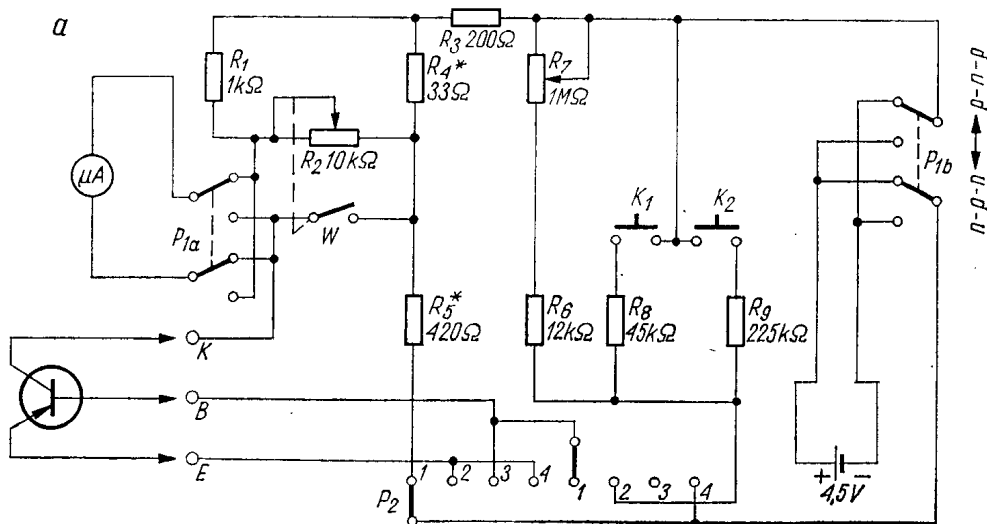 a
R1
1kΩ
R3 200Ω
R4*
33Ω
R7
1MΩ
R2 10kΩ
μA
P1a
W
K1
K2
P1b
n-p-n ↔ p-n-p
R5*
420Ω
R6
12kΩ
R8
45kΩ
R9
225kΩ
K
B
E
P2
1
2
3
4
1
2
3
4
+ −
4,5V